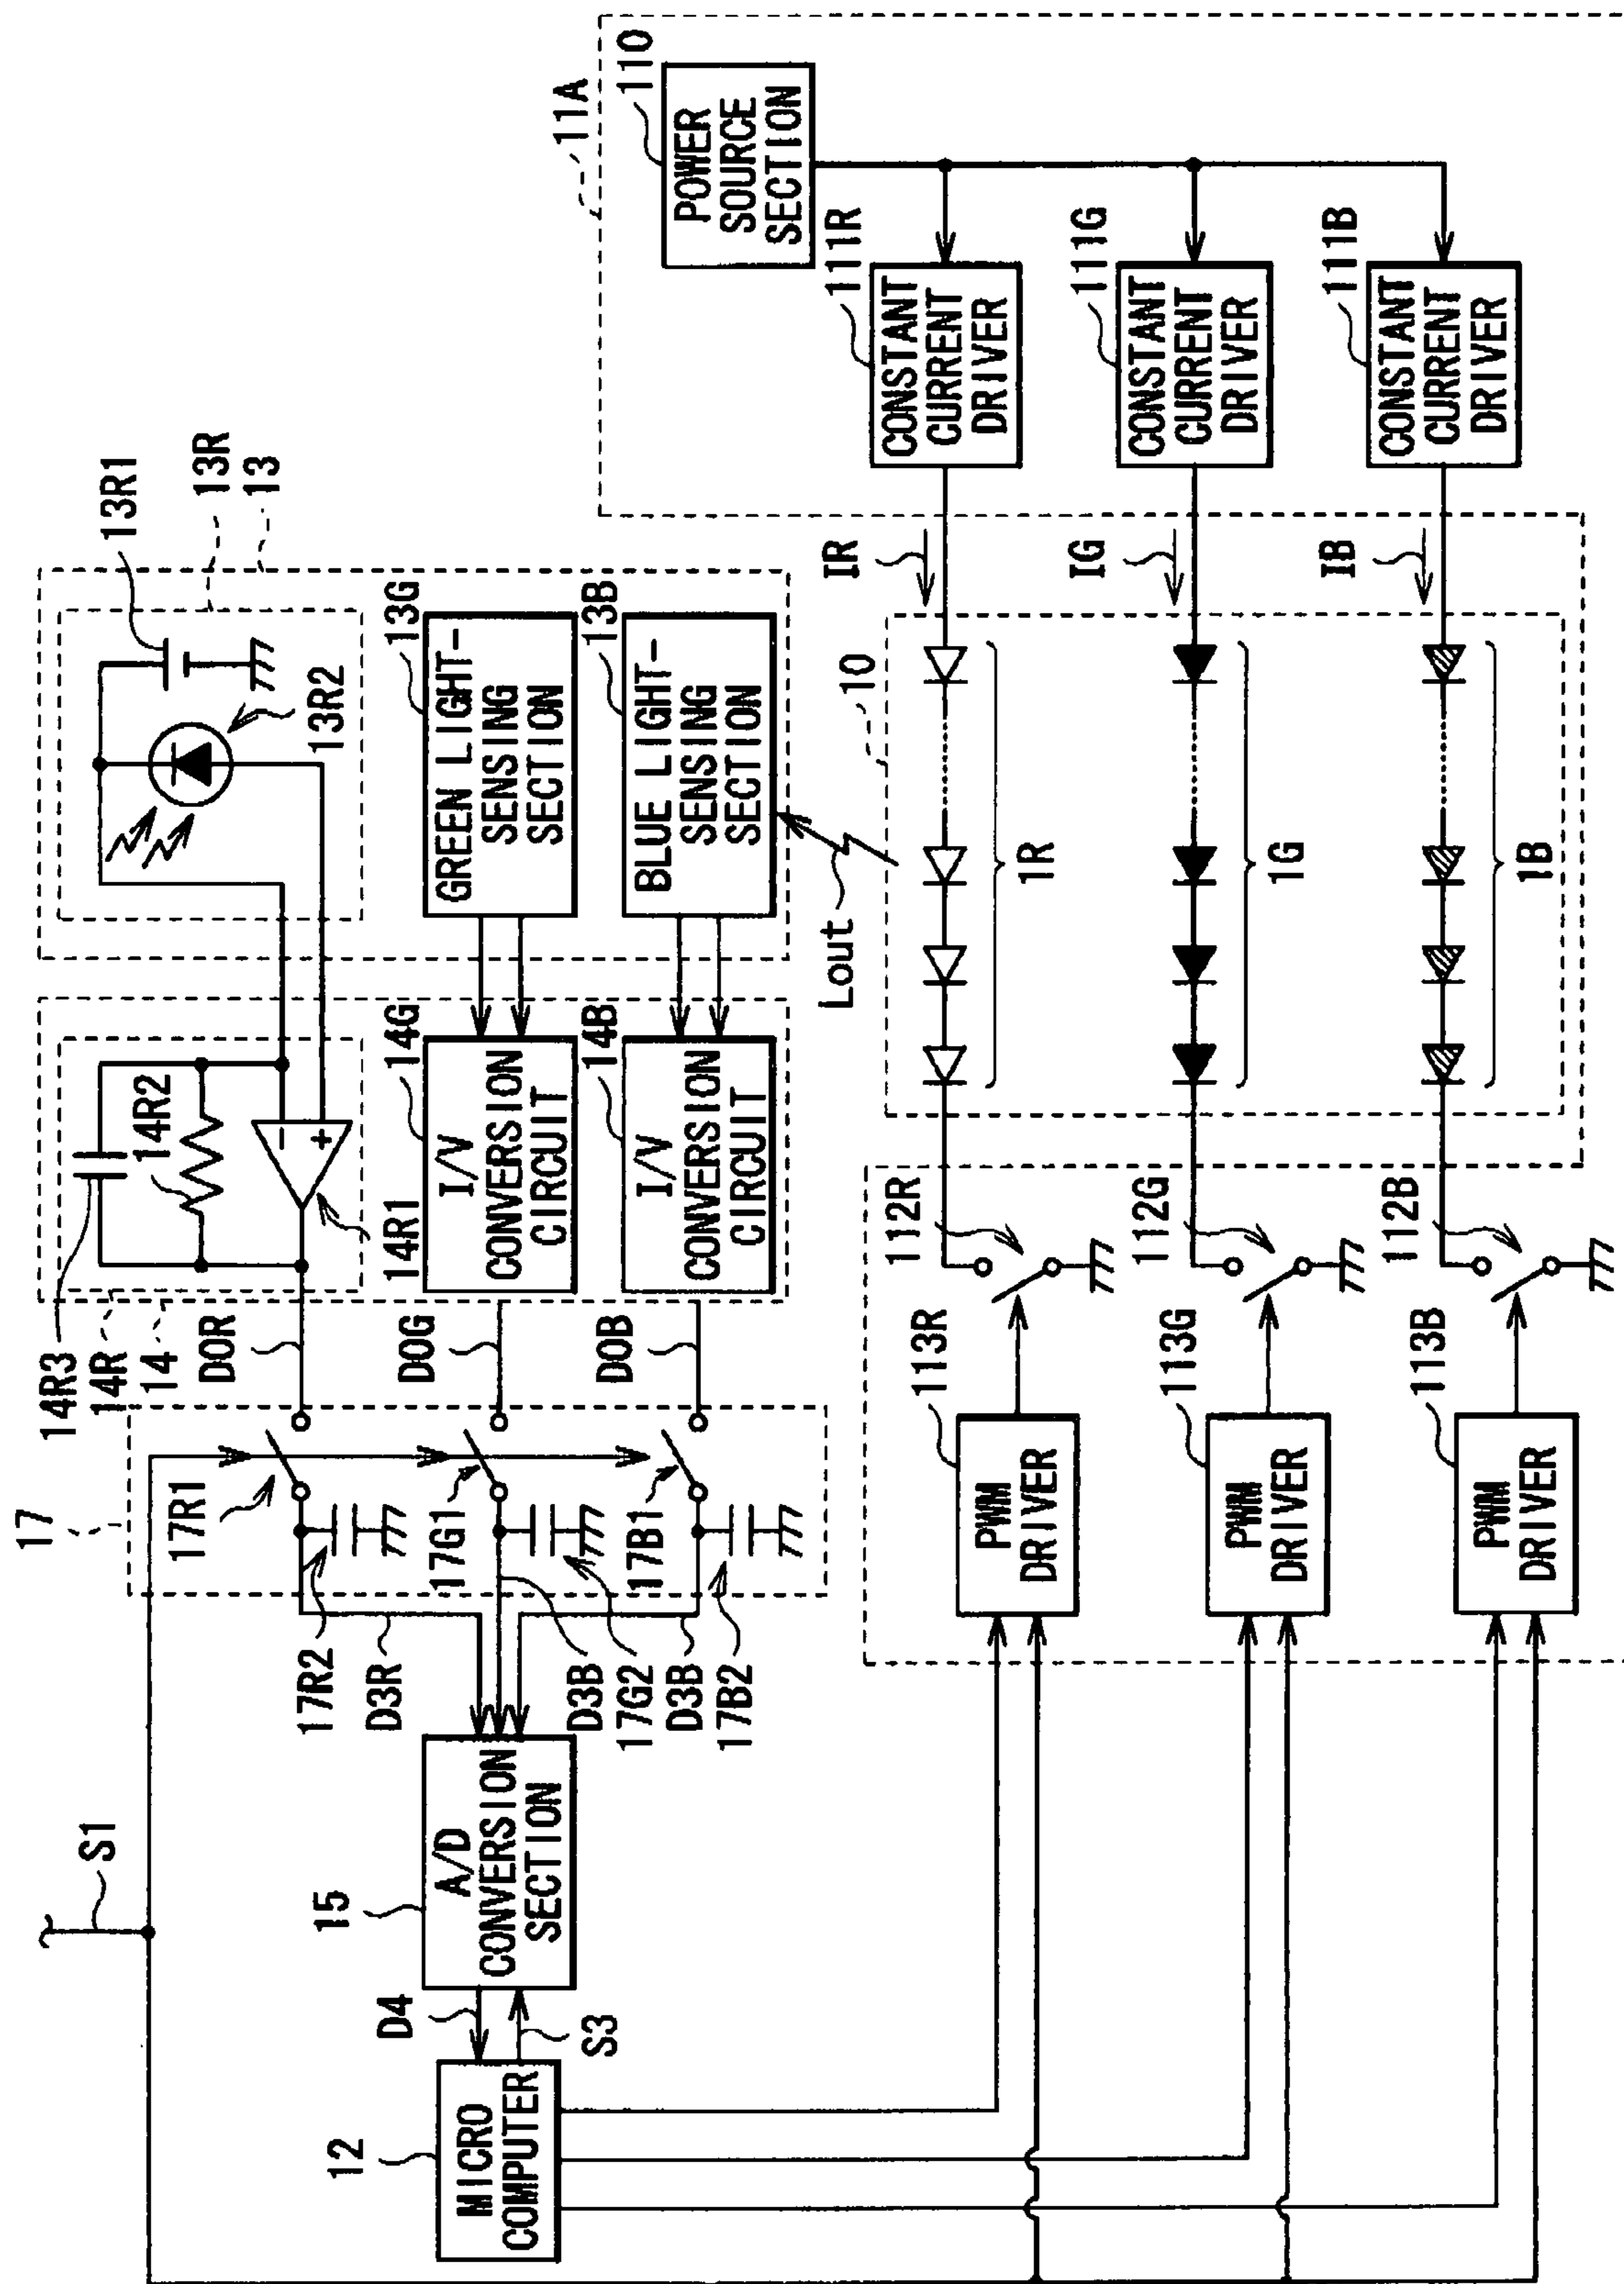 S1
17
17R1
17R2
D3R
17G1
D3B
17G2
17B1
D3B
17B2
14R3
14R
14
D0R
D0G
D0B
14R2
14R1
−
+
14G
I/V
CONVERSION
CIRCUIT
14B
I/V
CONVERSION
CIRCUIT
13R1
13R
13
13R2
13G
GREEN LIGHT-
SENSING
SECTION
13B
BLUE LIGHT-
SENSING
SECTION
15
A/D
CONVERSION
SECTION
D4
S3
12
MICRO
COMPUTER
Lout
10
11A
110
POWER
SOURCE
SECTION
113R
PWM
DRIVER
112R
1R
IR
111R
CONSTANT
CURRENT
DRIVER
113G
PWM
DRIVER
112G
1G
IG
111G
CONSTANT
CURRENT
DRIVER
113B
PWM
DRIVER
112B
1B
IB
111B
CONSTANT
CURRENT
DRIVER